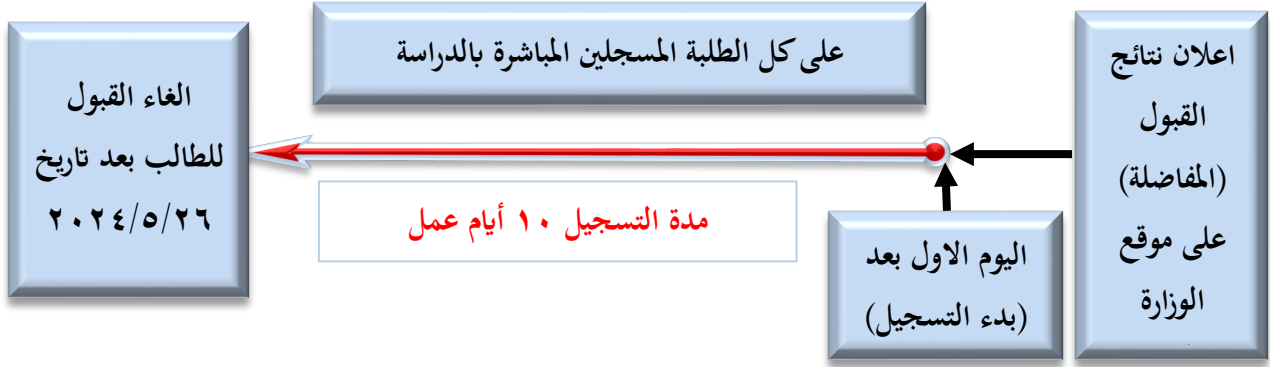 اعلان نتائج
القبول
(المفاضلة)
على موقع
الوزارة
على كل الطلبة المسجلين المباشرة بالدراسة
الغاء القبول
للطالب بعد تاريخ
٢٠٢٤/٥/٢٦
مدة التسجيل ١٠ أيام عمل
اليوم الاول بعد
(بدء التسجيل)